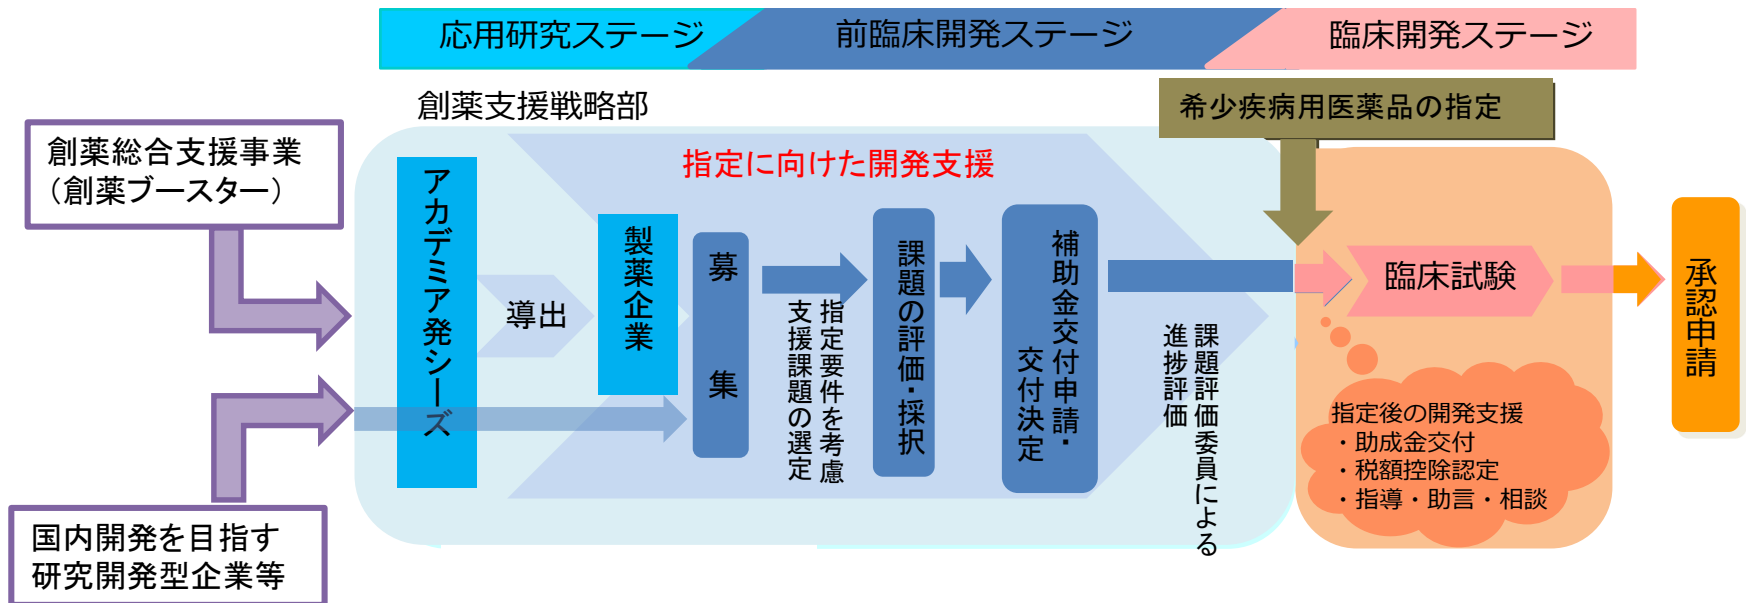 応用研究ステージ
前臨床開発ステージ
臨床開発ステージ
創薬支援戦略部
希少疾病用医薬品の指定
創薬総合支援事業
（創薬ブースター）
指定に向けた開発支援
アカデミア発シーズ
導出
製薬企業
募集
指定要件を考慮
支援課題の選定
課題の評価・採択
補助金交付申請・
交付決定
課題評価委員による
進捗評価
臨床試験
承認申請
指定後の開発支援
・助成金交付
・税額控除認定
・指導・助言・相談
国内開発を目指す
研究開発型企業等